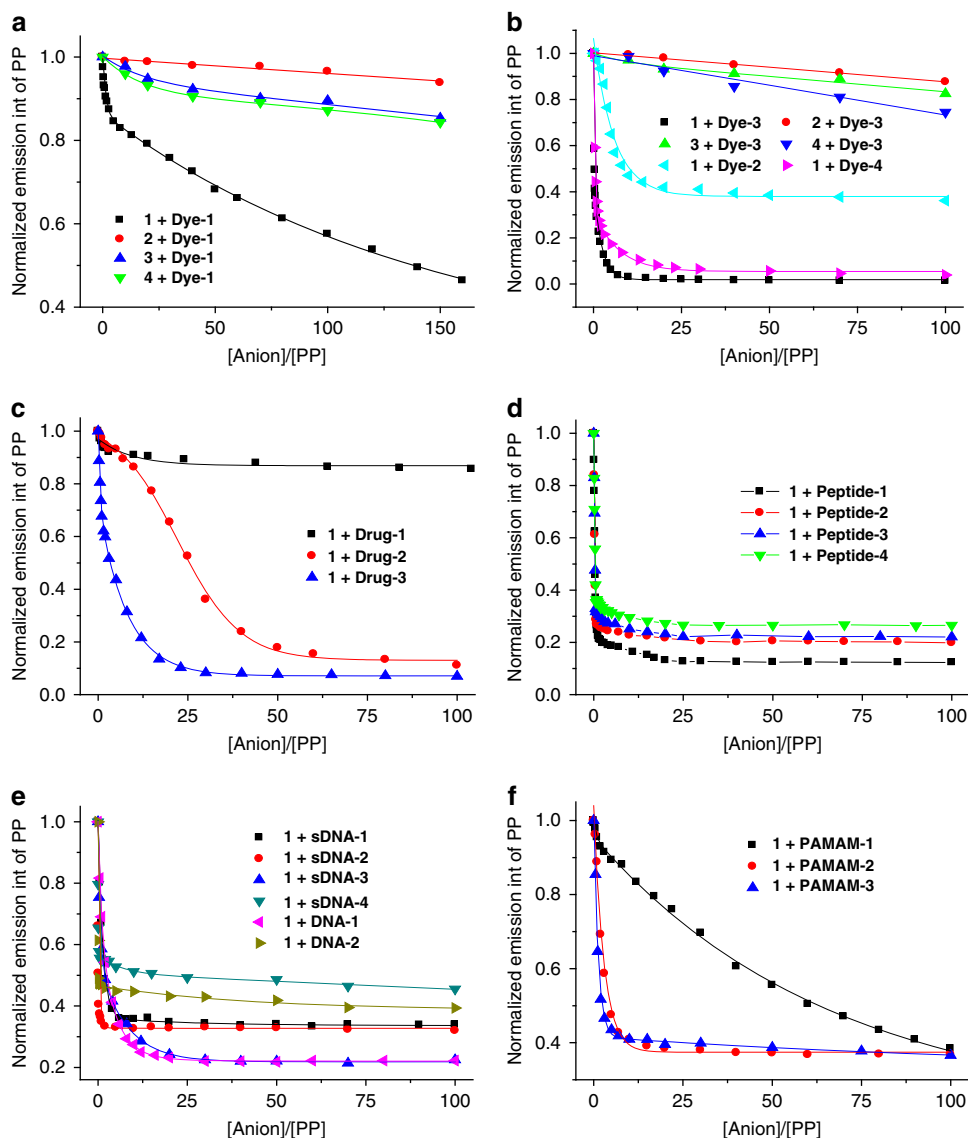 a
Normalized emission int of PP
1.0
0.8
0.6
0.4
1 + Dye-1
2 + Dye-1
3 + Dye-1
4 + Dye-1
0 50 100 150
[Anion]/[PP]
b
Normalized emission int of PP
1.0
0.8
0.6
0.4
0.2
0.0
1 + Dye-3 2 + Dye-3
3 + Dye-3 4 + Dye-3
1 + Dye-2 1 + Dye-4
0 25 50 75 100
[Anion]/[PP]
c
Normalized emission int of PP
1.0
0.8
0.6
0.4
0.2
0.0
1 + Drug-1
1 + Drug-2
1 + Drug-3
0 25 50 75 100
[Anion]/[PP]
d
Normalized emission int of PP
1.0
0.8
0.6
0.4
0.2
0.0
1 + Peptide-1
1 + Peptide-2
1 + Peptide-3
1 + Peptide-4
0 25 50 75 100
[Anion]/[PP]
e
Normalized emission int of PP
1.0
0.8
0.6
0.4
0.2
1 + sDNA-1
1 + sDNA-2
1 + sDNA-3
1 + sDNA-4
1 + DNA-1
1 + DNA-2
0 25 50 75 100
[Anion]/[PP]
f
Normalized emission int of PP
1.0
0.8
0.6
0.4
1 + PAMAM-1
1 + PAMAM-2
1 + PAMAM-3
0 25 50 75 100
[Anion]/[PP]